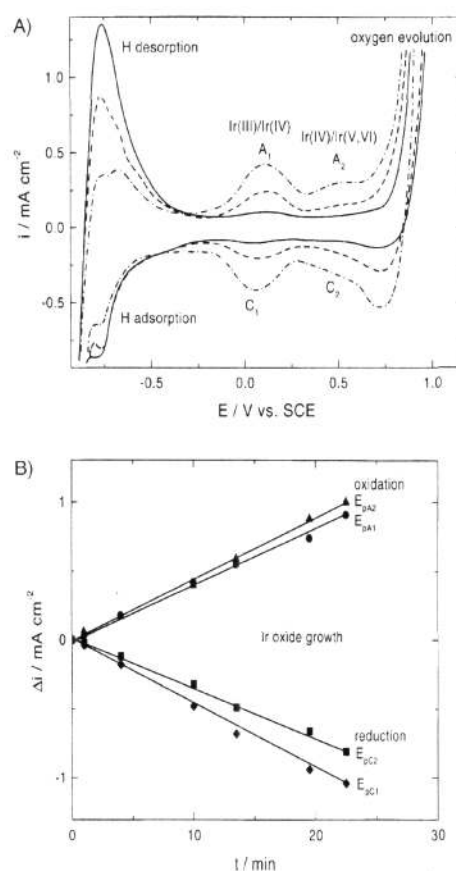 A)
H desorption
oxygen evolution
Ir(III)/Ir(IV)
Ir(IV)/Ir(V,VI)
A1
A2
1.0
0.5
0.0
-0.5
i / mA cm-2
H adsorption
C1
C2
-0.5
0.0
0.5
1.0
E / V vs. SCE
B)
oxidation
EpA2
EpA1
1
0
-1
Δi / mA cm-2
Ir oxide growth
reduction
EpC2
EpC1
0
10
20
30
t / min